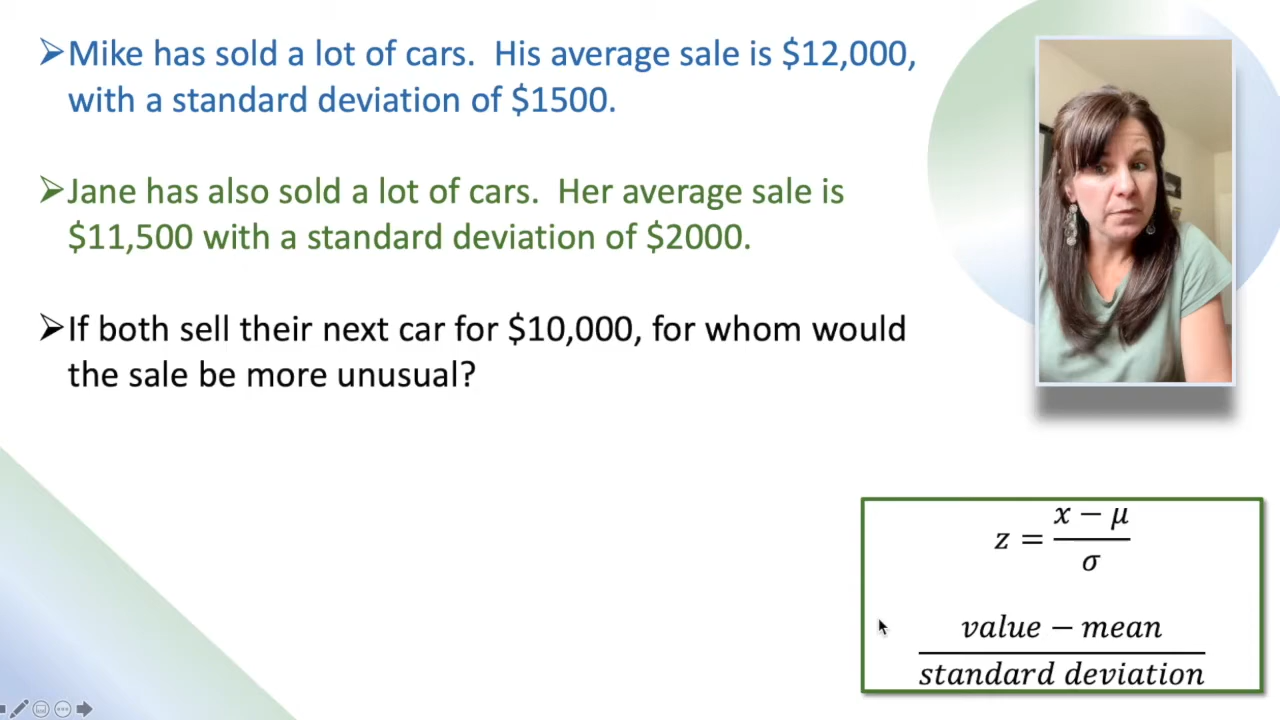 ➢Mike has sold a lot of cars.  His average sale is $12,000,
with a standard deviation of $1500.
➢Jane has also sold a lot of cars.  Her average sale is
$11,500 with a standard deviation of $2000.
➢If both sell their next car for $10,000, for whom would
the sale be more unusual?
z = (x − μ) / σ
value − mean
standard deviation